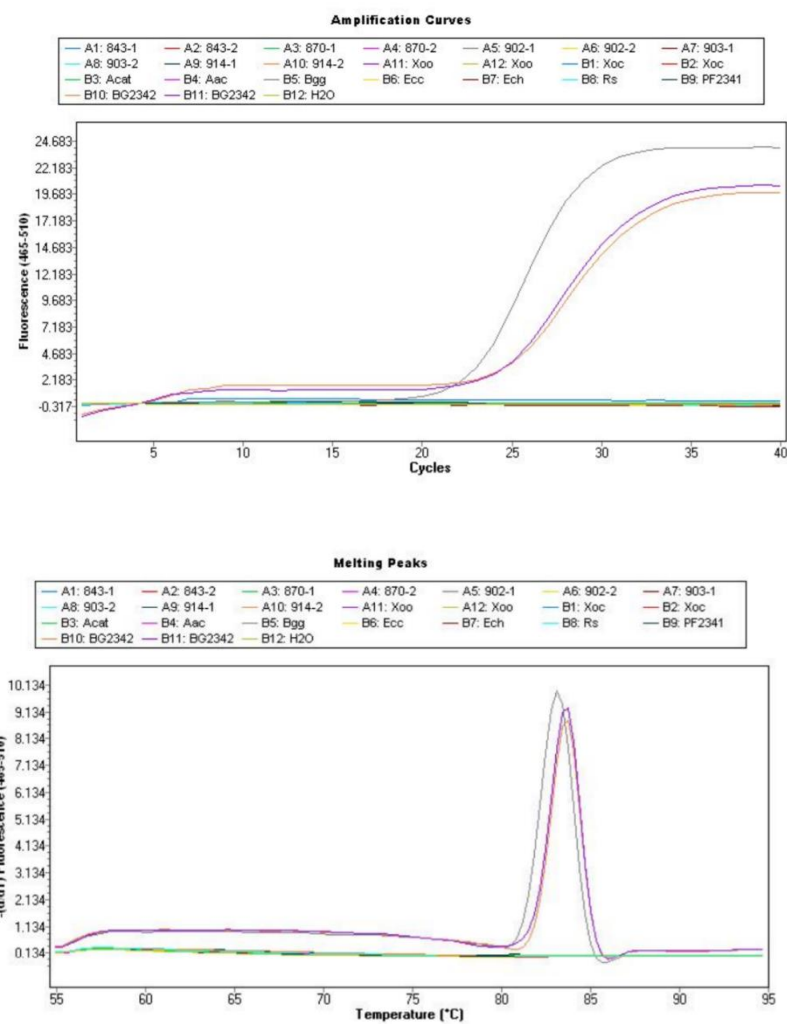 Amplification Curves
A1: 843-1 A2: 843-2 A3: 870-1 A4: 870-2 A5: 902-1 A6: 902-2 A7: 903-1
A8: 903-2 A9: 914-1 A10: 914-2 A11: Xoo A12: Xoo B1: Xoc B2: Xoc
B3: Acat B4: Aac B5: Bgg B6: Ecc B7: Ech B8: Rs B9: PF2341
B10: BG2342 B11: BG2342 B12: H2O
24.683
22.183
19.683
17.183
14.683
12.183
9.683
7.183
4.683
2.183
-0.317
Fluorescence (465-510)
5 10 15 20 25 30 35 40
Cycles
Melting Peaks
A1: 843-1 A2: 843-2 A3: 870-1 A4: 870-2 A5: 902-1 A6: 902-2 A7: 903-1
A8: 903-2 A9: 914-1 A10: 914-2 A11: Xoo A12: Xoo B1: Xoc B2: Xoc
B3: Acat B4: Aac B5: Bgg B6: Ecc B7: Ech B8: Rs B9: PF2341
B10: BG2342 B11: BG2342 B12: H2O
10.134
9.134
8.134
7.134
6.134
5.134
4.134
3.134
2.134
1.134
0.134
-(d/dT) Fluorescence (465-510)
55 60 65 70 75 80 85 90 95
Temperature (°C)